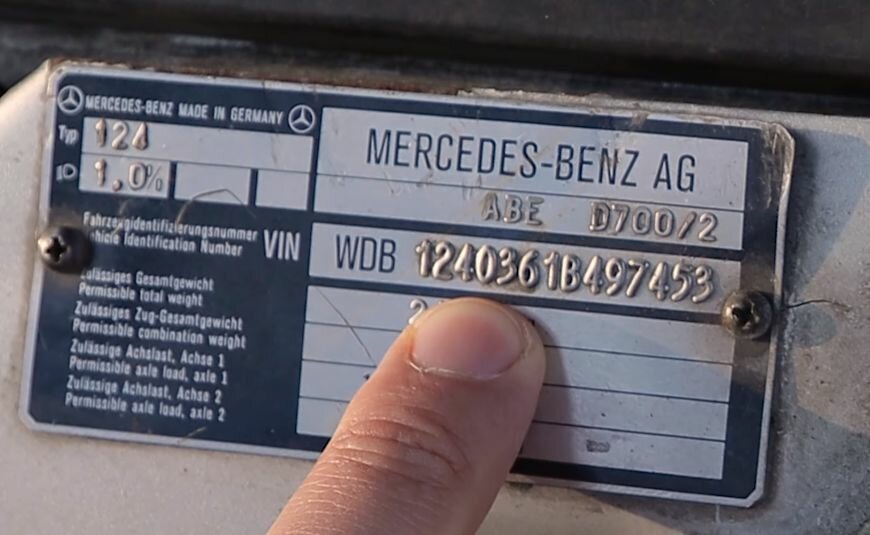 MERCEDES-BENZ MADE IN GERMANY
Typ 124
1.0%
MERCEDES-BENZ AG
ABE D700/2
Fahrzeugidentifizierungsnummer
Vehicle Identification Number
VIN
WDB 1240361B497453
Zulässiges Gesamtgewicht
Permissible total weight
Zulässiges Zug-Gesamtgewicht
Permissible combination weight
Zulässige Achslast, Achse 1
Permissible axle load, axle 1
Zulässige Achslast, Achse 2
Permissible axle load, axle 2